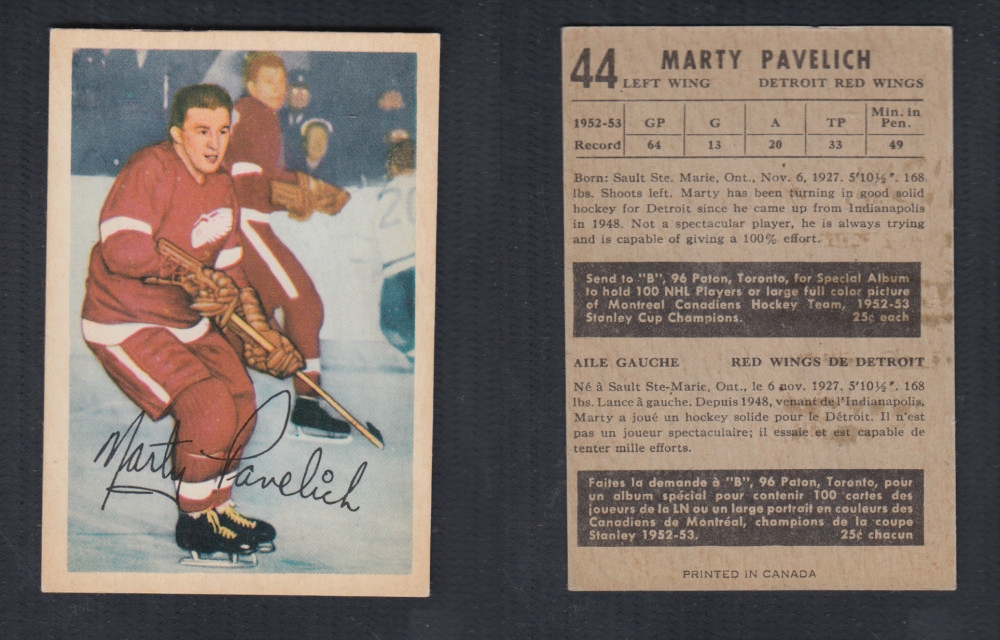 Marty Pavelich
20
44 MARTY PAVELICH
LEFT WING DETROIT RED WINGS
1952-53 GP G A TP Min. in Pen.
Record 64 13 20 33 49
Born: Sault Ste. Marie, Ont., Nov. 6, 1927. 5'10½". 168
lbs. Shoots left. Marty has been turning in good solid
hockey for Detroit since he came up from Indianapolis
in 1948. Not a spectacular player, he is always trying
and is capable of giving a 100% effort.
Send to "B", 96 Paton, Toronto, for Special Album
to hold 100 NHL Players or large full color picture
of Montreal Canadiens Hockey Team, 1952-53
Stanley Cup Champions. 25¢ each
AILE GAUCHE RED WINGS DE DETROIT
Né à Sault Ste-Marie, Ont., le 6 nov. 1927. 5'10½". 168
lbs. Lance à gauche. Depuis 1948, venant de l'Indianapolis,
Marty a joué un hockey solide pour le Détroit. Il n'est
pas un joueur spectaculaire; il essaie et est capable de
tenter mille efforts.
Faites la demande à "B", 96 Paton, Toronto, pour
un album spécial pour contenir 100 cartes des
joueurs de la LN ou un large portrait en couleurs des
Canadiens de Montréal, champions de la coupe
Stanley 1952-53. 25¢ chacun
PRINTED IN CANADA